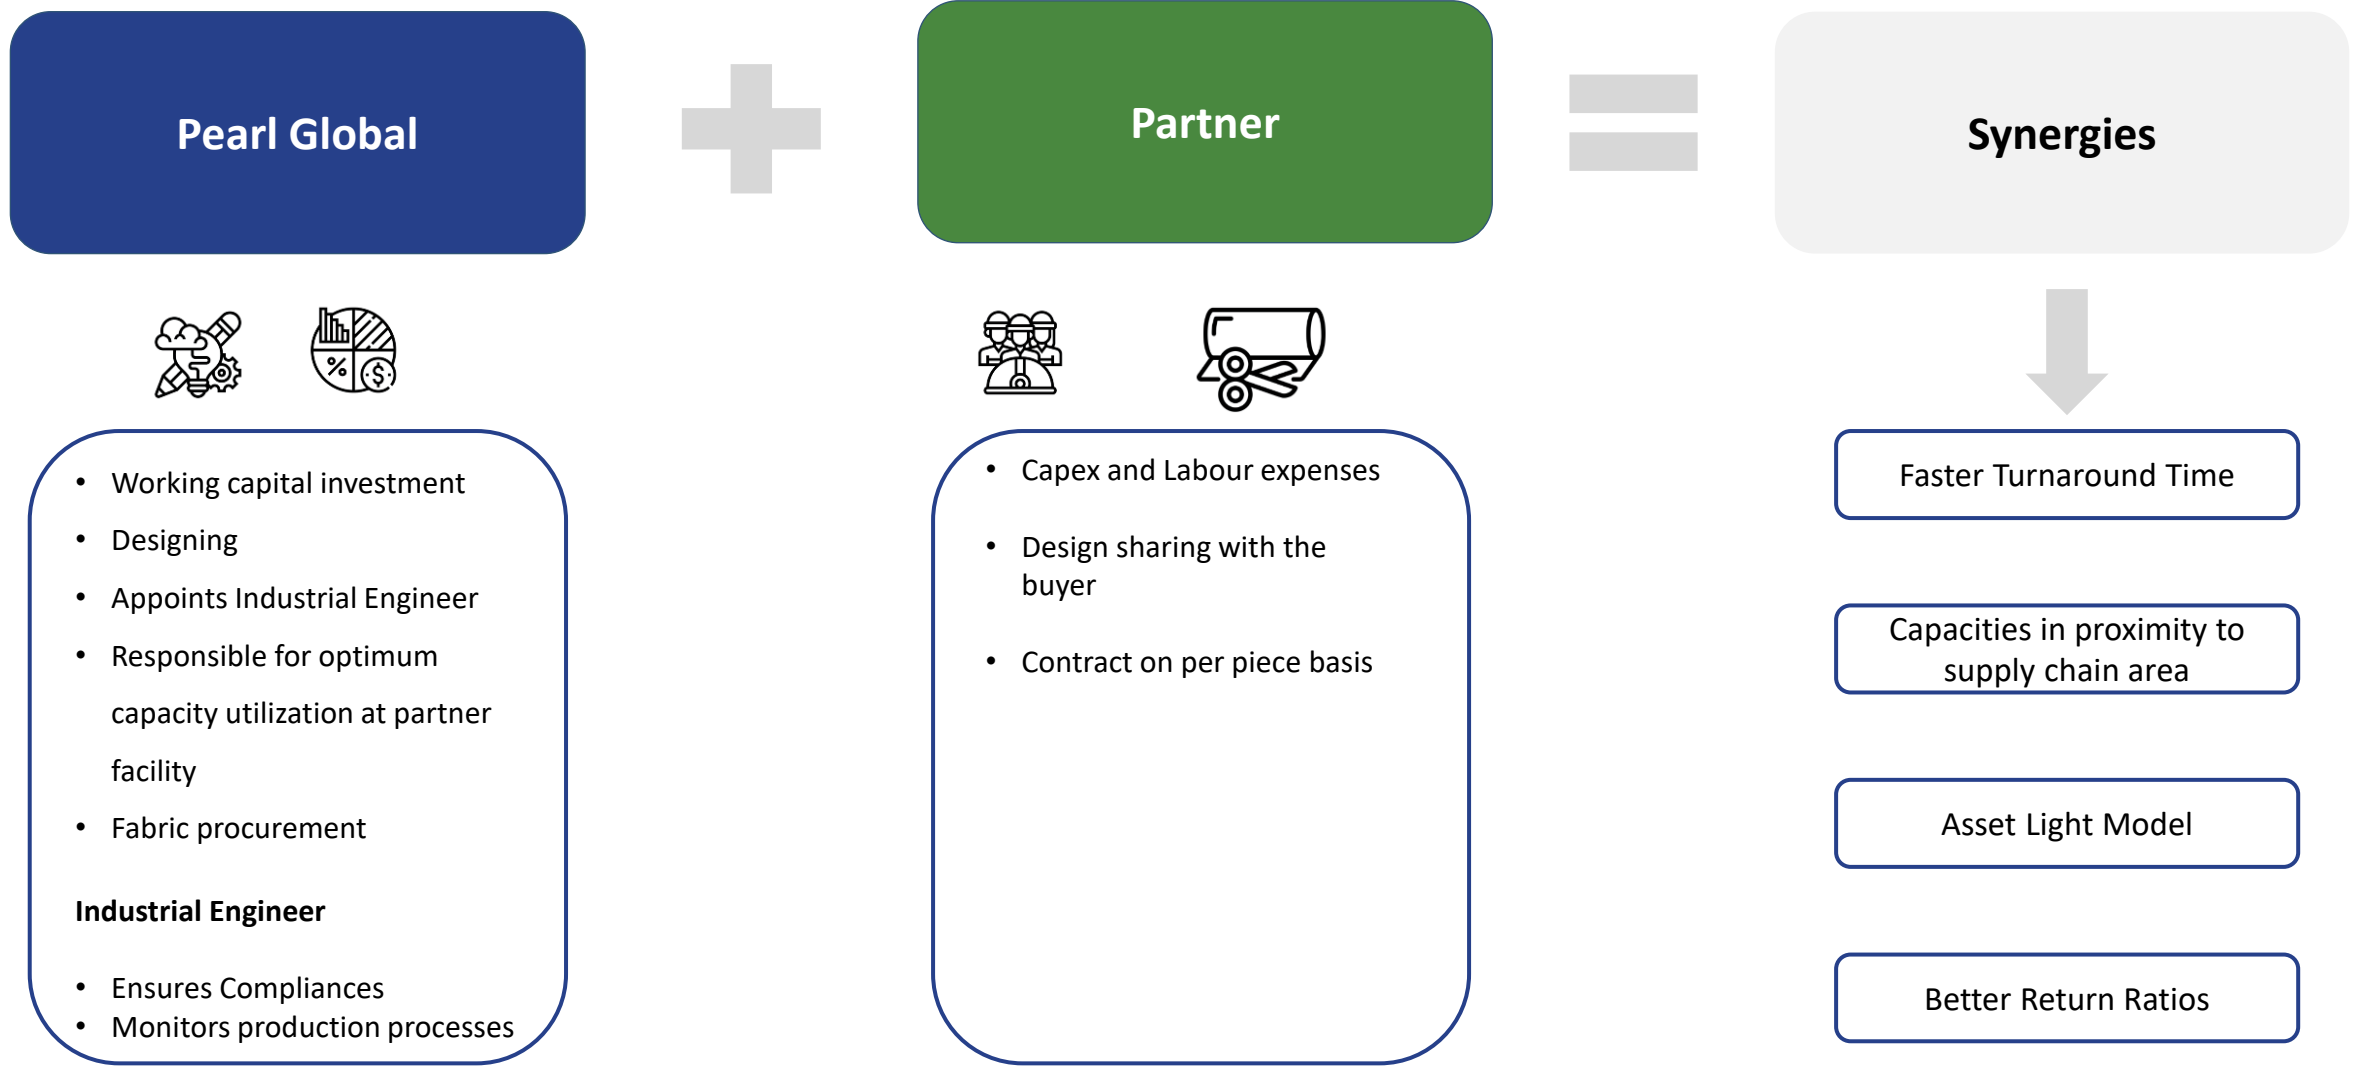 Pearl Global
Partner
Synergies
% $
• Working capital investment
• Designing
• Appoints Industrial Engineer
• Responsible for optimum
capacity utilization at partner
facility
• Fabric procurement
Industrial Engineer
• Ensures Compliances
• Monitors production processes
• Capex and Labour expenses
• Design sharing with the
buyer
• Contract on per piece basis
Faster Turnaround Time
Capacities in proximity to
supply chain area
Asset Light Model
Better Return Ratios